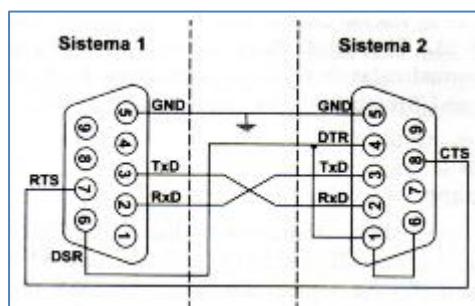 Sistema 1 Sistema 2
5 GND GND 5
9 9
4 DTR 4
8 8 CTS
3 TxD TxD 3
RTS 7 7
2 RxD RxD 2
6 6
1 1
DSR